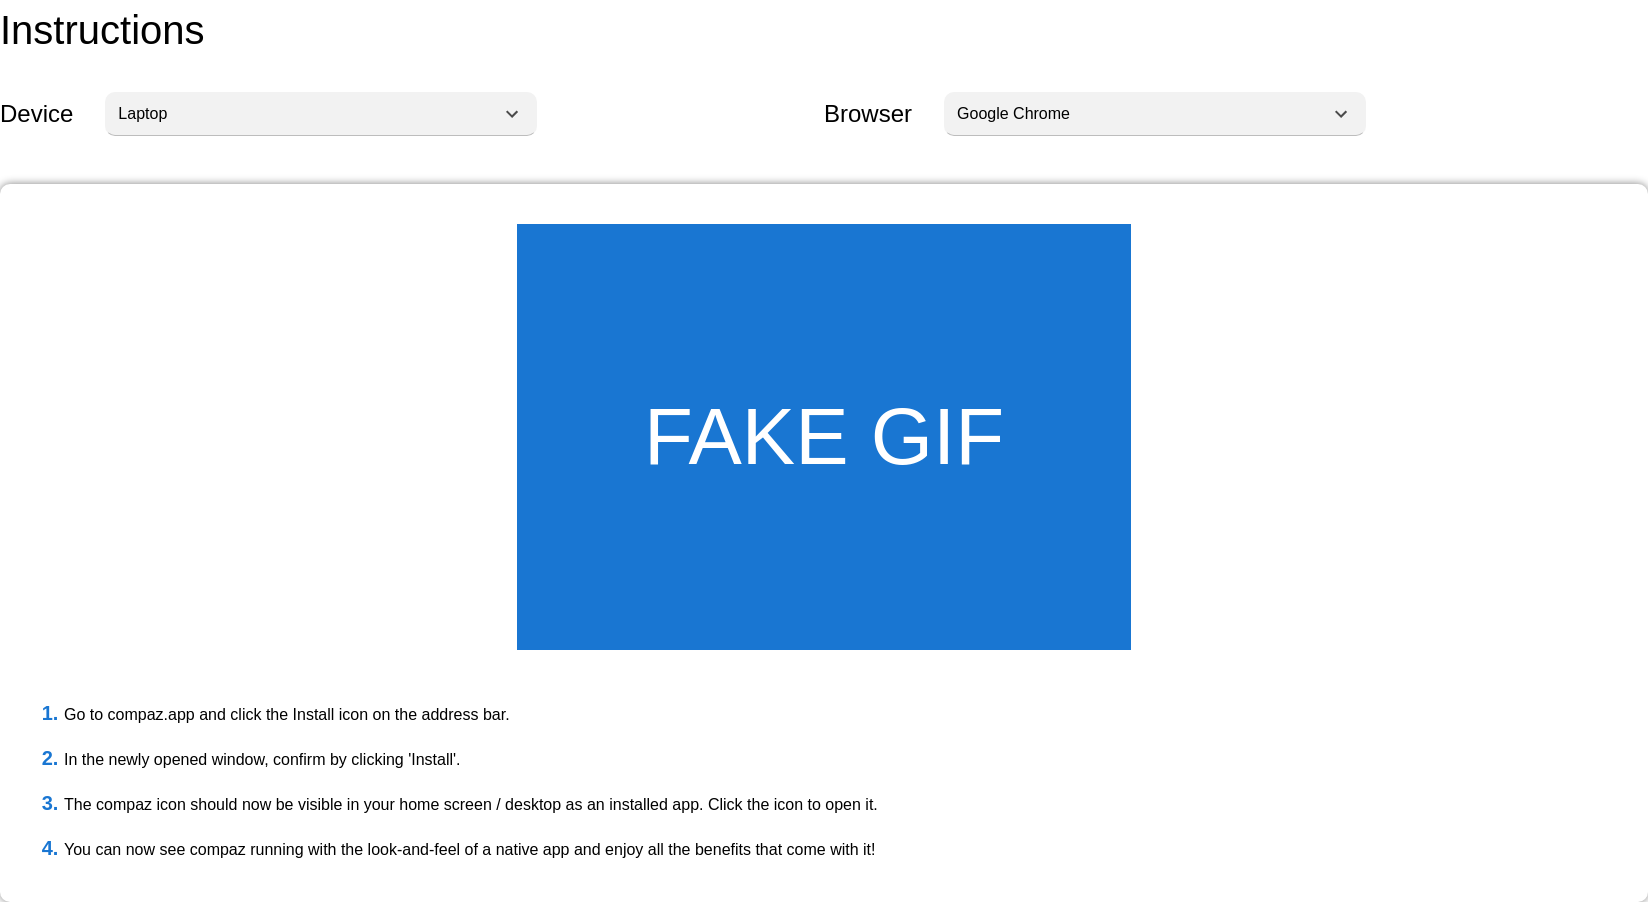 Instructions
Device Laptop Browser Google Chrome
FAKE GIF
1. Go to compaz.app and click the Install icon on the address bar.
2. In the newly opened window, confirm by clicking 'Install'.
3. The compaz icon should now be visible in your home screen / desktop as an installed app. Click the icon to open it.
4. You can now see compaz running with the look-and-feel of a native app and enjoy all the benefits that come with it!